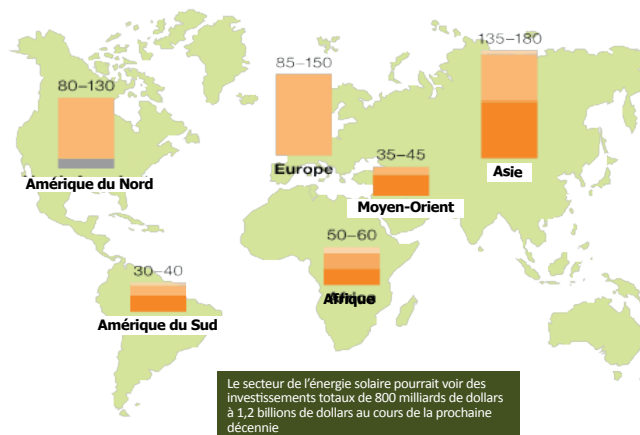 135–180
85–150
80–130
35–45
Europe
Asie
Amérique du Nord
Moyen-Orient
50–60
30–40
Afrique
Amérique du Sud
Le secteur de l’énergie solaire pourrait voir des
investissements totaux de 800 milliards de dollars
à 1,2 billions de dollars au cours de la prochaine
décennie